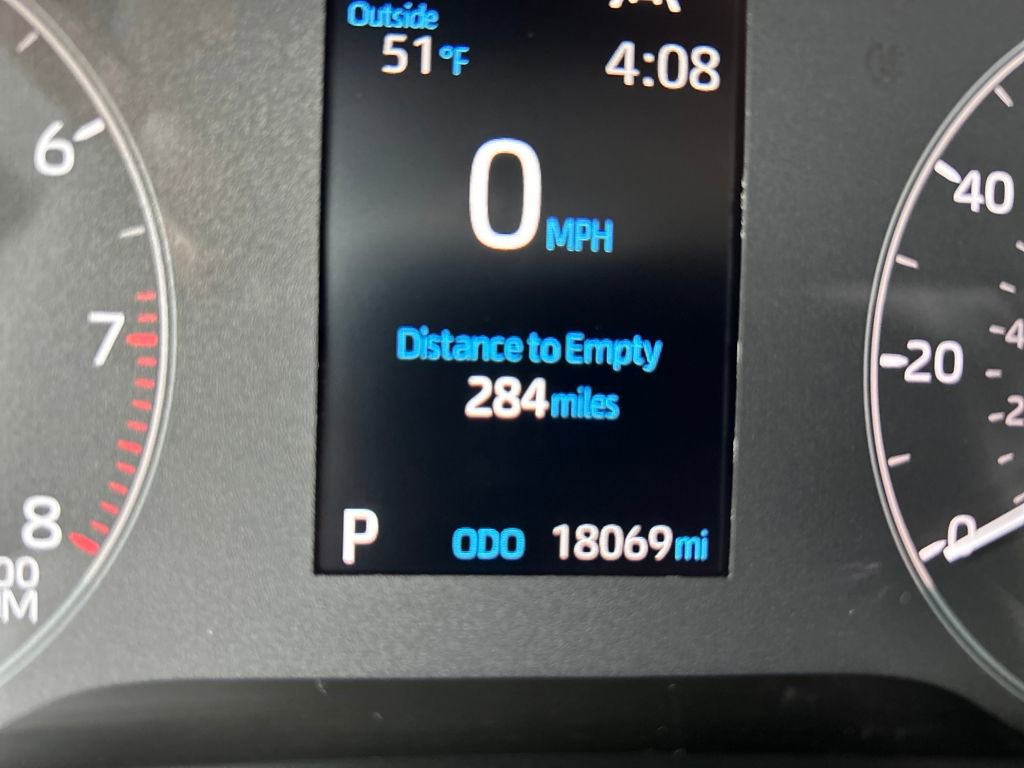 Outside
51°F
4:08
0 MPH
Distance to Empty
284 miles
P
ODO 18069 mi
6
7
8
40
20
0